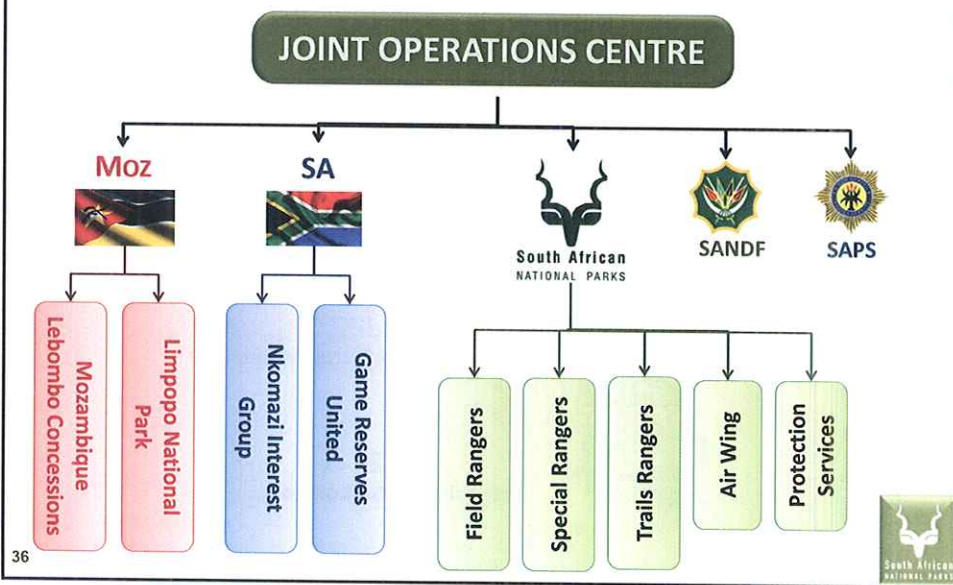 JOINT OPERATIONS CENTRE
Moz
SA
South African
NATIONAL PARKS
SANDF
SAPS
Mozambique
Lebombo Concessions
Limpopo National
Park
Nkomazi Interest
Group
Game Reserves
United
Field Rangers
Special Rangers
Trails Rangers
Air Wing
Protection
Services
36
South African
NATIONAL PARKS